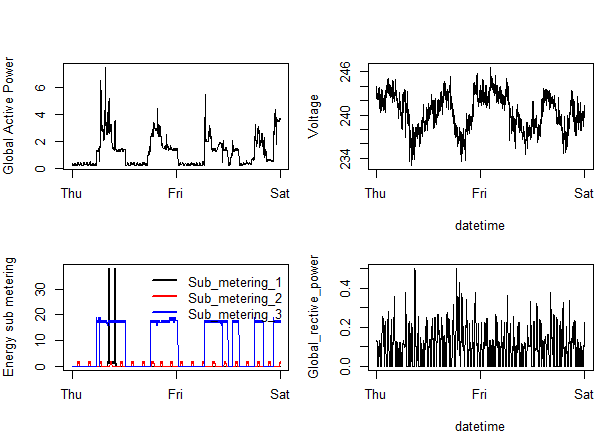 Global Active Power
0 2 4 6
Thu Fri Sat
Voltage
234 240 246
Thu Fri Sat
datetime
Energy sub metering
0 10 20 30
Sub_metering_1
Sub_metering_2
Sub_metering_3
Thu Fri Sat
Global_rective_power
0.0 0.2 0.4
Thu Fri Sat
datetime